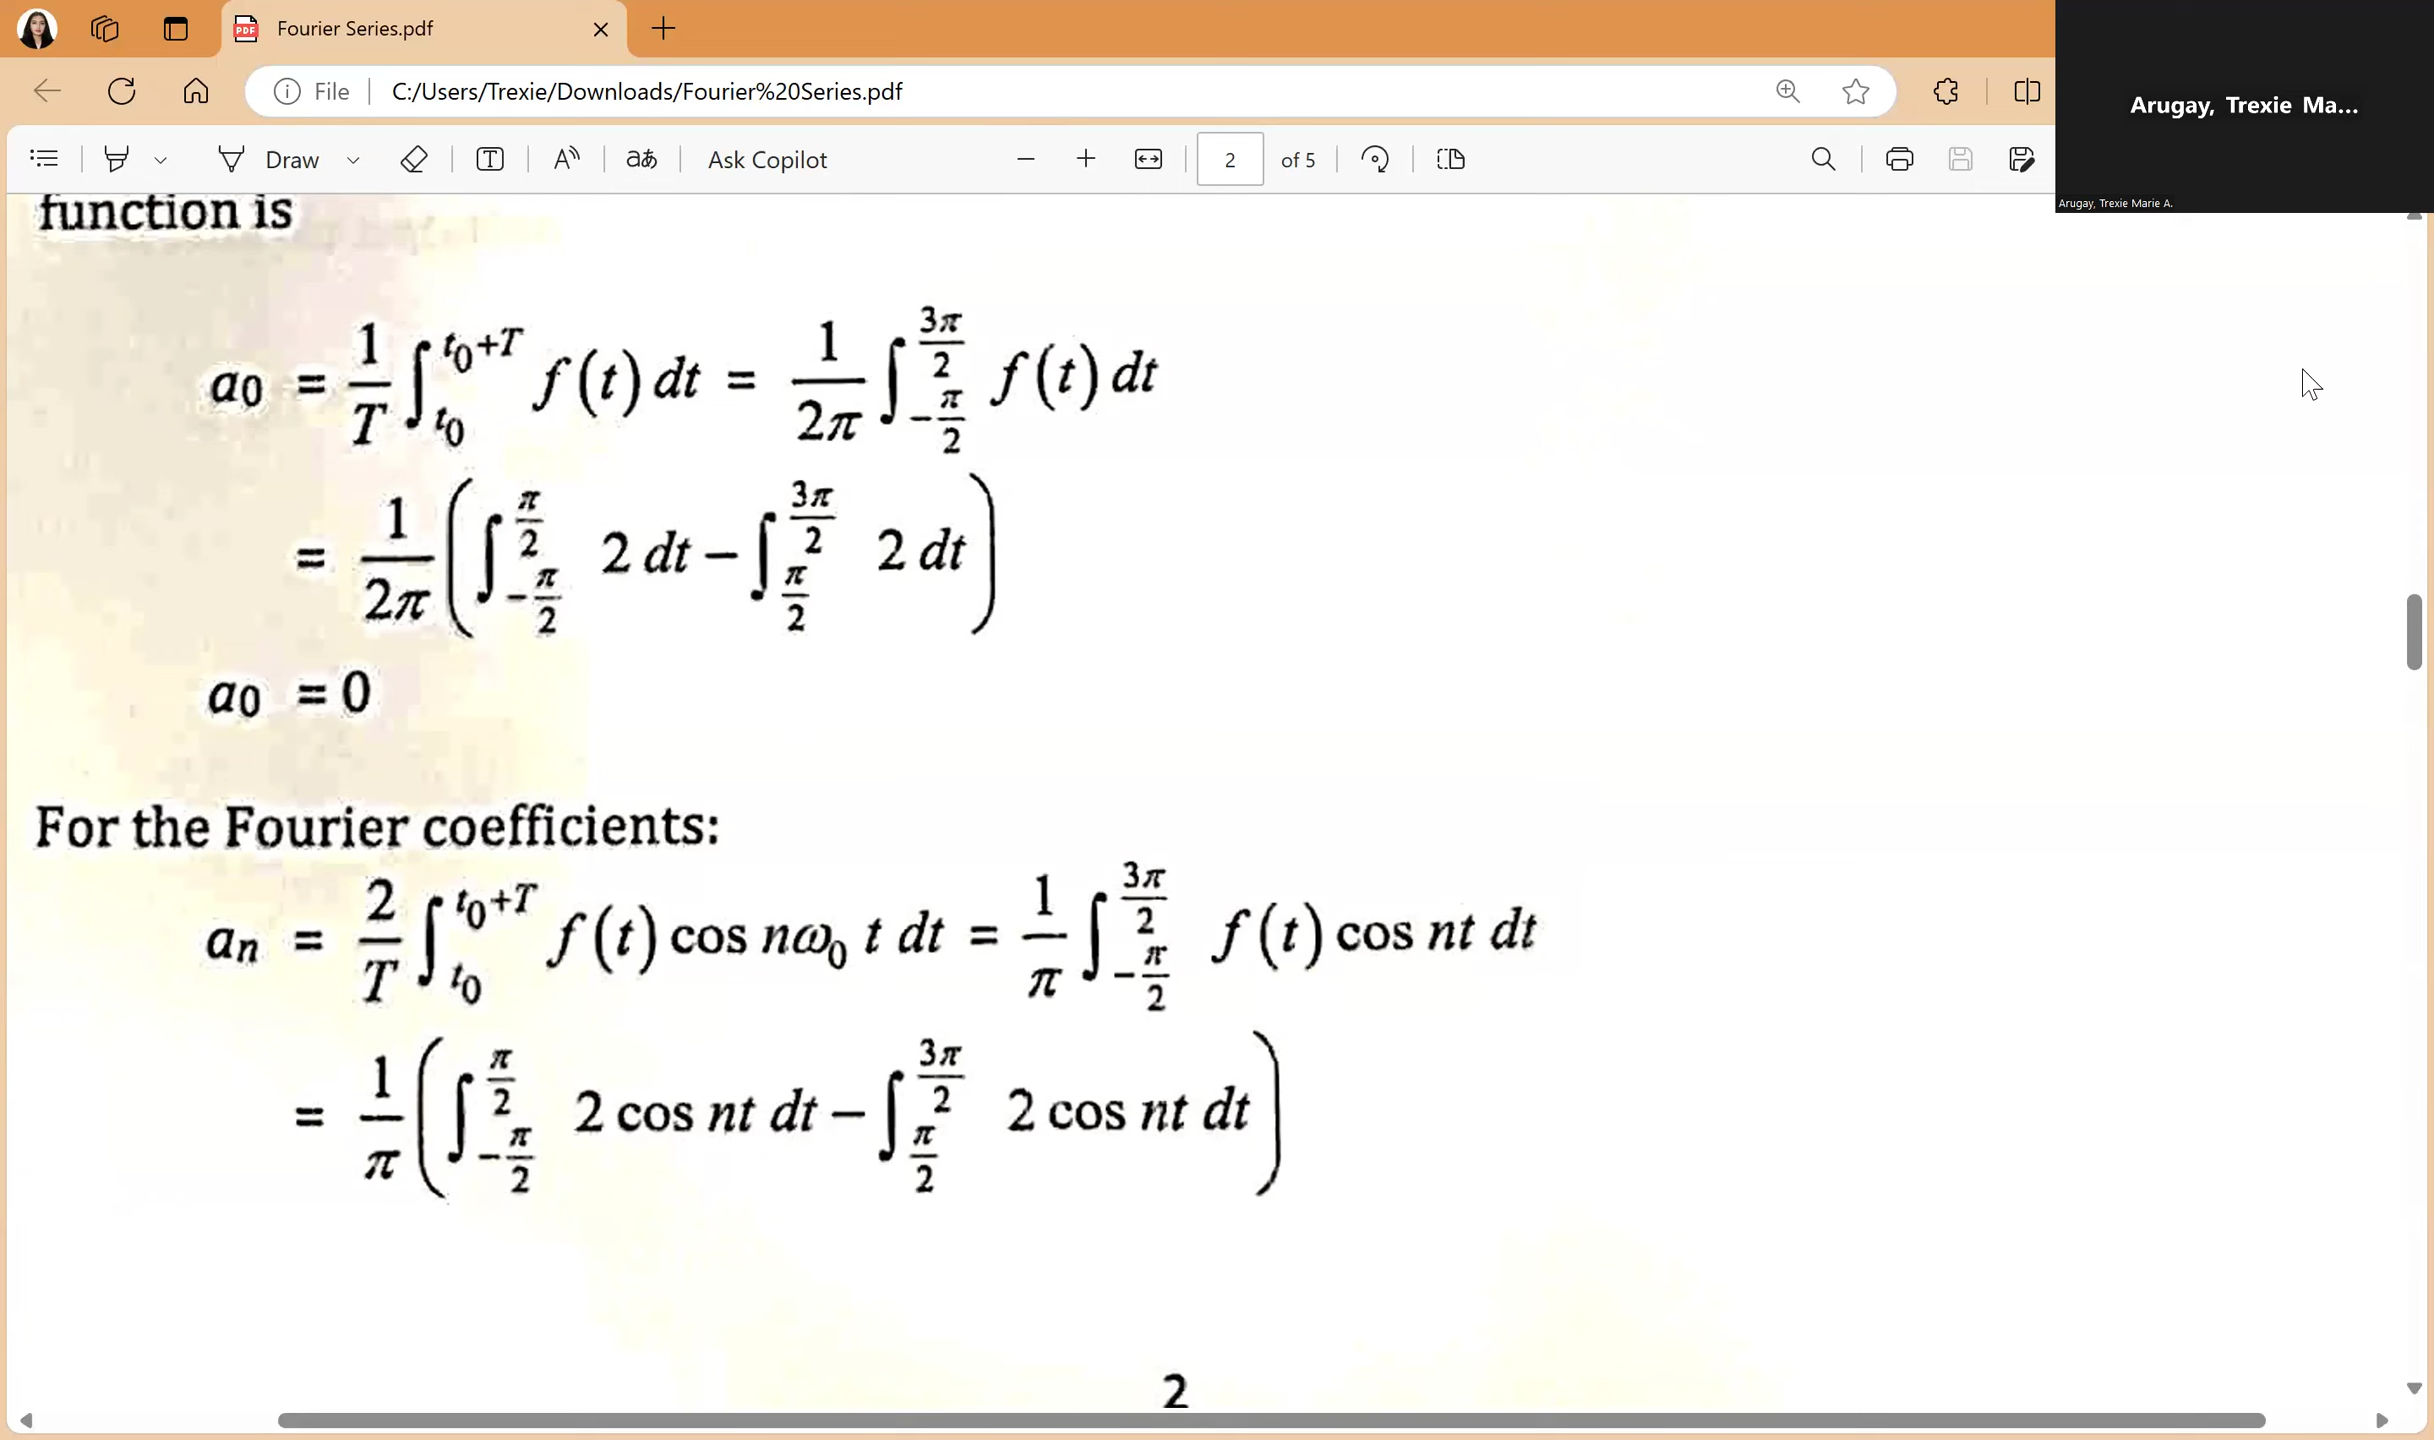 Fourier Series.pdf
File
C:/Users/Trexie/Downloads/Fourier%20Series.pdf
Arugay, Trexie Ma...
Arugay, Trexie Marie A.
Draw
Ask Copilot
2 of 5
function is
a₀ = 1/T ∫_{t₀}^{t₀+T} f(t) dt = 1/2π ∫_{-π/2}^{3π/2} f(t) dt
= 1/2π ( ∫_{-π/2}^{π/2} 2 dt − ∫_{π/2}^{3π/2} 2 dt )
a₀ = 0
For the Fourier coefficients:
aₙ = 2/T ∫_{t₀}^{t₀+T} f(t) cos nω₀ t dt = 1/π ∫_{-π/2}^{3π/2} f(t) cos nt dt
= 1/π ( ∫_{-π/2}^{π/2} 2 cos nt dt − ∫_{π/2}^{3π/2} 2 cos nt dt )
2